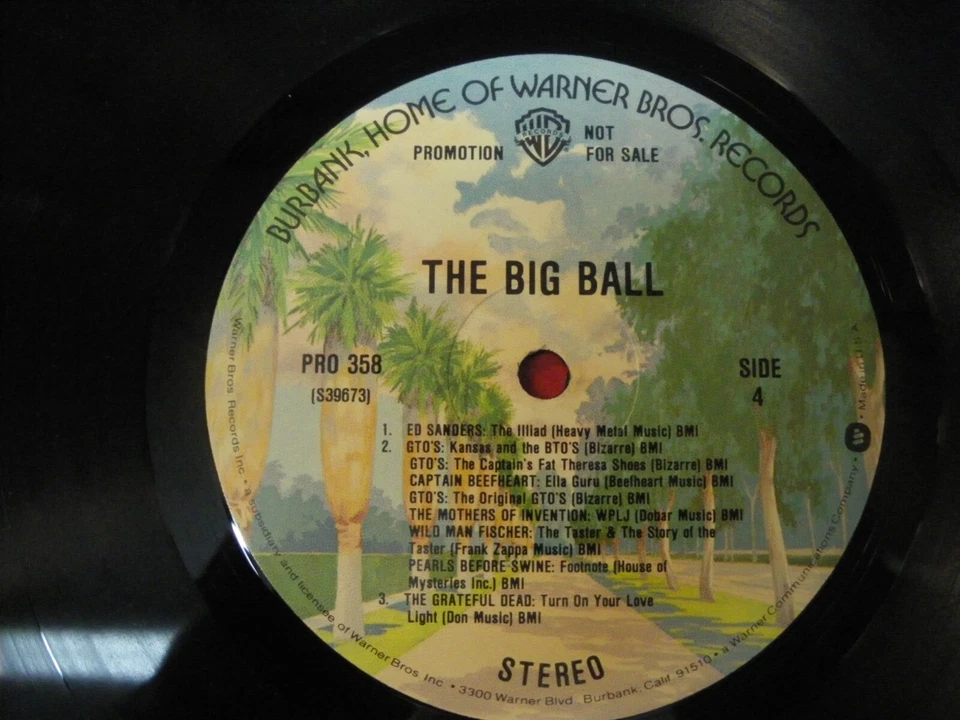 BURBANK, HOME OF WARNER BROS. RECORDS
PROMOTION NOT
FOR SALE
WB
RECORDS
THE BIG BALL
PRO 358
(S39673)
SIDE
4
1. ED SANDERS: The Illiad (Heavy Metal Music) BMI
2. GTO'S: Kansas and the BTO'S (Bizarre) BMI
GTO'S: The Captain's Fat Theresa Shoes (Bizarre) BMI
CAPTAIN BEEFHEART: Ella Guru (Beefheart Music) BMI
GTO'S: The Original GTO'S (Bizarre) BMI
THE MOTHERS OF INVENTION: WPLJ (Dobar Music) BMI
WILD MAN FISCHER: The Taster & The Story of the
Taster (Frank Zappa Music) BMI
PEARLS BEFORE SWINE: Footnote (House of
Mysteries Inc.) BMI
3. THE GRATEFUL DEAD: Turn On Your Love
Light (Don Music) BMI
STEREO
Warner Bros Records Inc. • a subsidiary and licensee of Warner Bros Inc • 3300 Warner Blvd., Burbank, Calif. 91510 • a Warner Communications Company • Made in U.S.A.